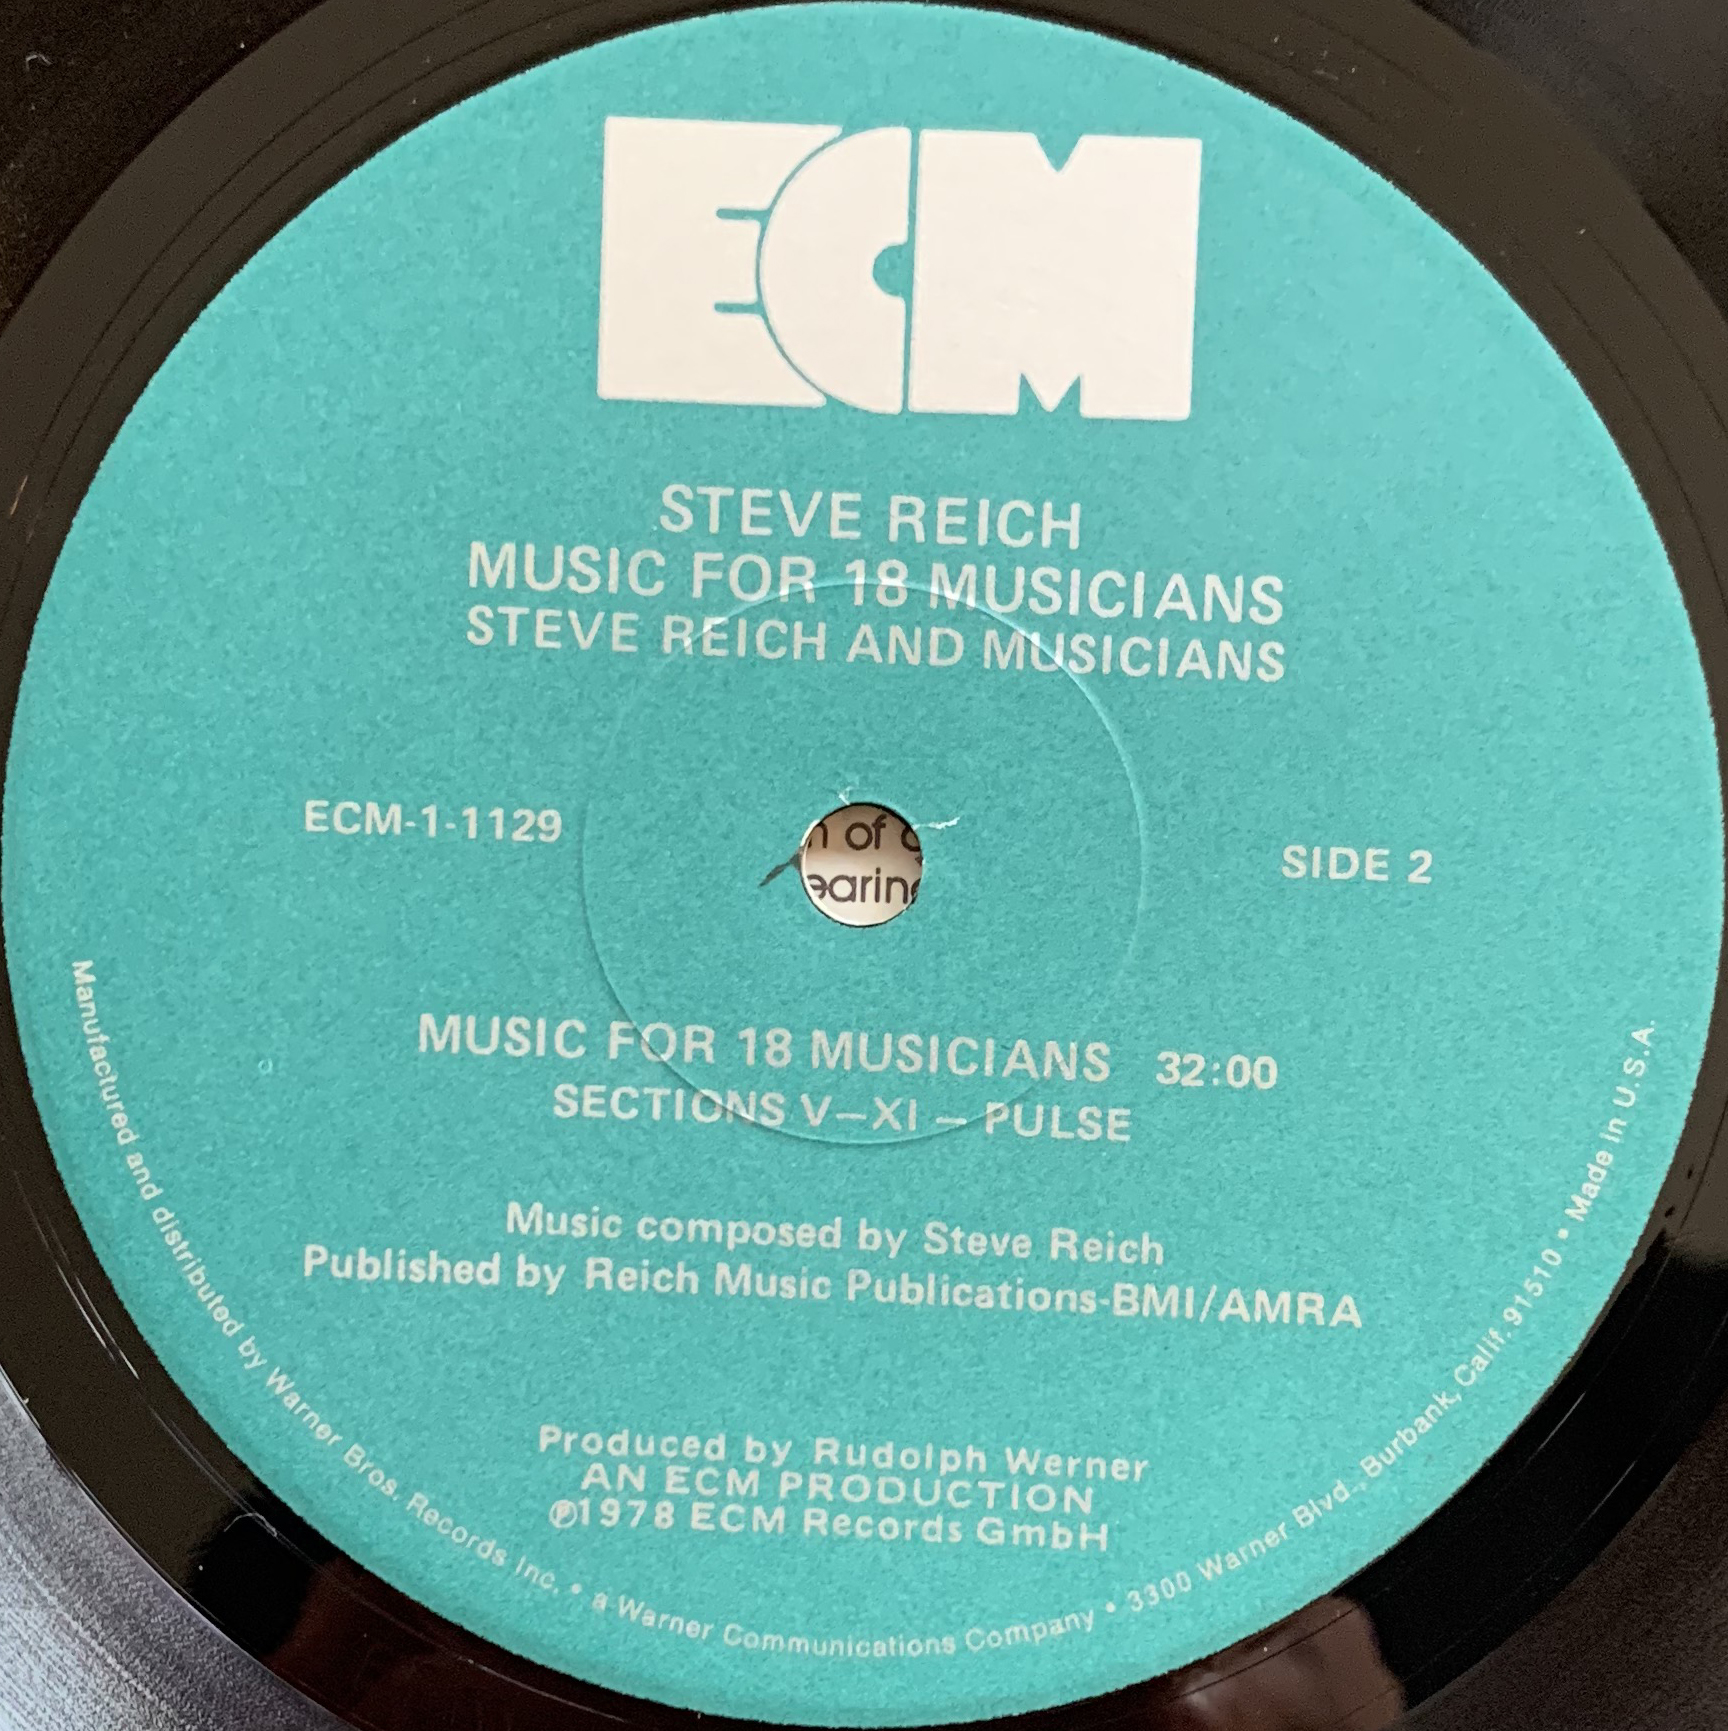 ECM
STEVE REICH
MUSIC FOR 18 MUSICIANS
STEVE REICH AND MUSICIANS
ECM-1-1129
of
earin
SIDE 2
MUSIC FOR 18 MUSICIANS 32:00
SECTIONS V–XI – PULSE
Music composed by Steve Reich
Published by Reich Music Publications-BMI/AMRA
Produced by Rudolph Werner
AN ECM PRODUCTION
℗1978 ECM Records GmbH
Manufactured and distributed by Warner Bros. Records Inc. • a Warner Communications Company • 3300 Warner Blvd., Burbank, Calif. 91510 • Made in U.S.A.